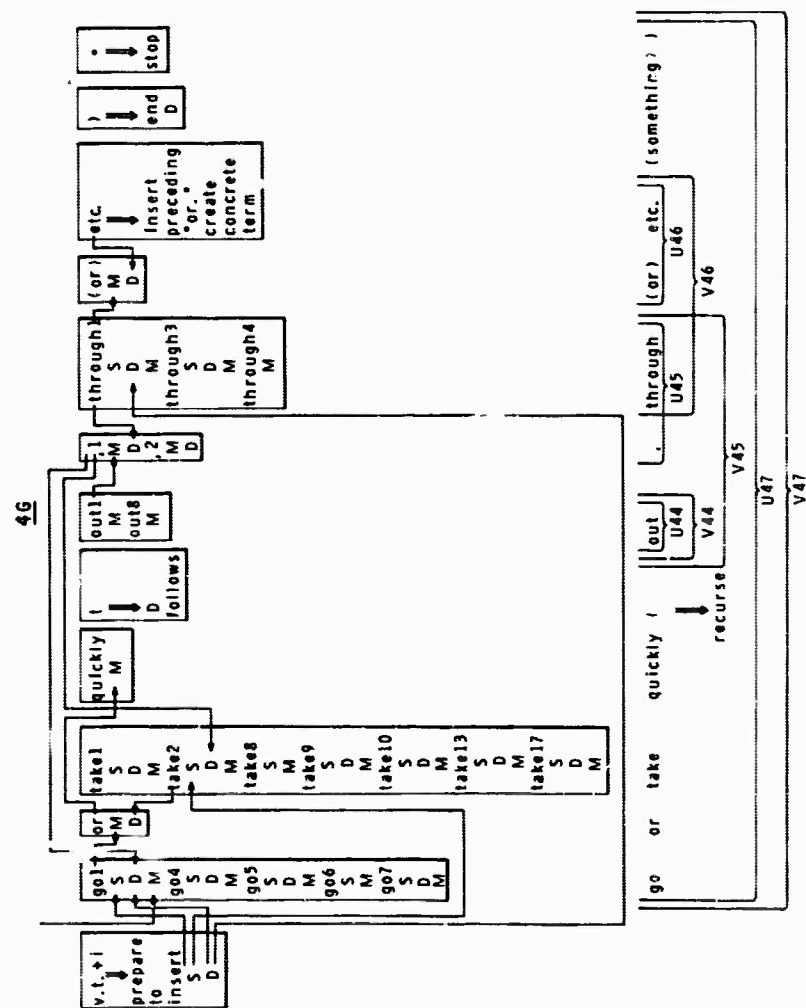 4G
v.t.+i
prepare
to
insert
S
D
go1
S
D
M
go4
S
D
M
go5
S
D
M
go6
S
M
go7
S
D
M
or
M
D
take1
S
D
M
take2
S
D
M
take8
S
M
take9
S
D
M
take10
S
D
M
take13
S
D
M
take17
S
D
M
quickly
M
(
D
follows
out1
M
out8
M
,1
M
D
,2
M
D
through1
S
D
M
through3
S
D
M
through4
M
(or)
M
D
etc.
Insert
preceding
"or."
create
concrete
term
)
end
D
.
stop
go or take quickly ( out , through (or) etc. (something) )
recurse
U44
V44
U45
V45
U46
V46
U47
V47